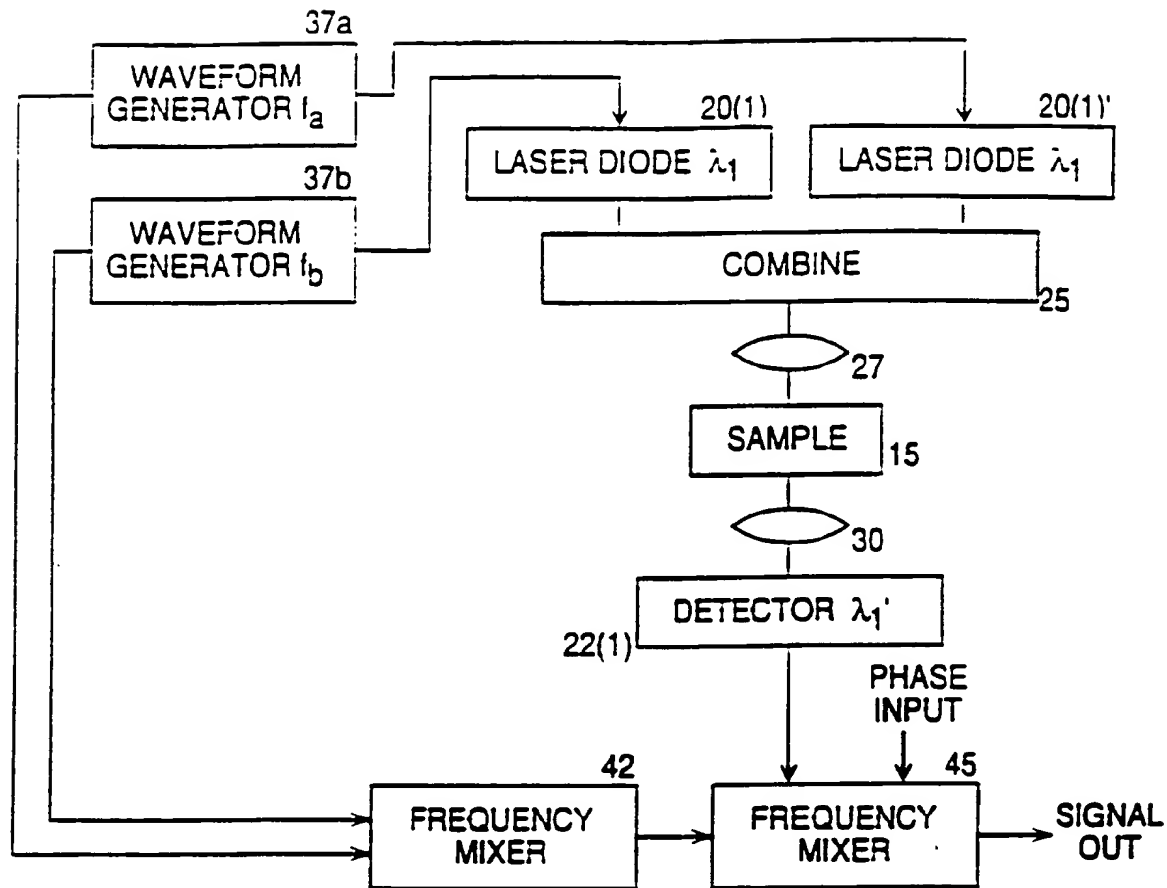 37a
WAVEFORM
GENERATOR fa
37b
WAVEFORM
GENERATOR fb
20(1)
LASER DIODE λ1
20(1)'
LASER DIODE λ1
COMBINE
25
27
SAMPLE
15
30
DETECTOR λ1'
22(1)
PHASE
INPUT
42
FREQUENCY
MIXER
45
FREQUENCY
MIXER
SIGNAL
OUT